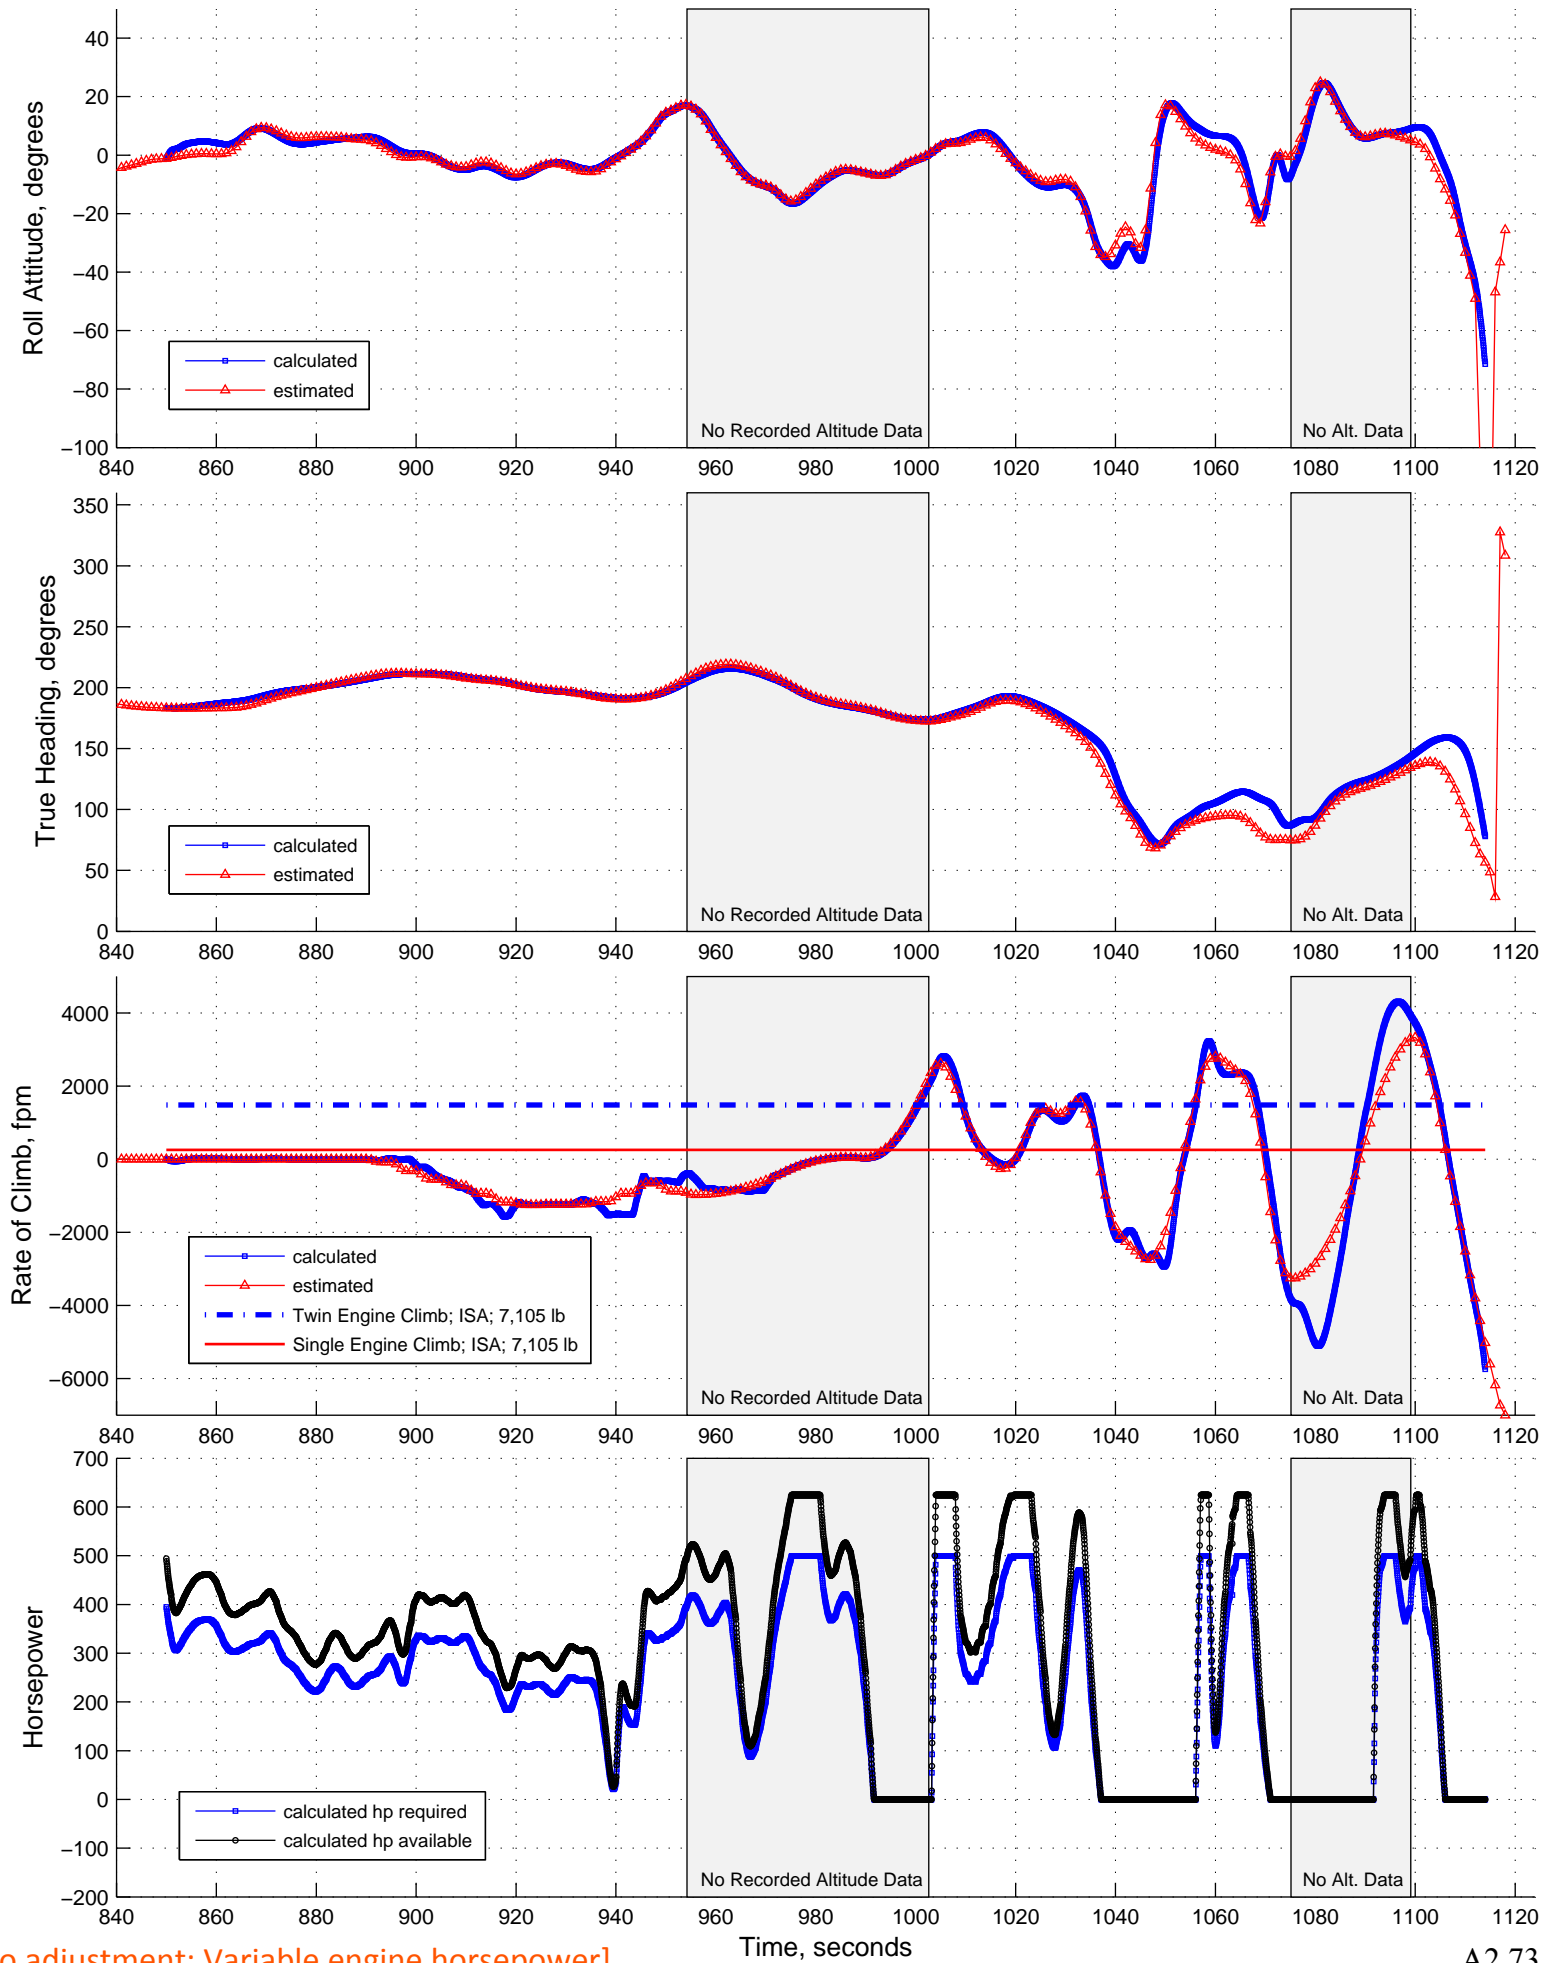 Roll Attitude, degrees
40
20
0
−20
−40
−60
−80
−100
calculated
estimated
No Recorded Altitude Data
No Alt. Data
840 860 880 900 920 940 960 980 1000 1020 1040 1060 1080 1100 1120
True Heading, degrees
350
300
250
200
150
100
50
0
calculated
estimated
No Recorded Altitude Data
No Alt. Data
840 860 880 900 920 940 960 980 1000 1020 1040 1060 1080 1100 1120
Rate of Climb, fpm
4000
2000
0
−2000
−4000
−6000
calculated
estimated
Twin Engine Climb; ISA; 7,105 lb
Single Engine Climb; ISA; 7,105 lb
No Recorded Altitude Data
No Alt. Data
840 860 880 900 920 940 960 980 1000 1020 1040 1060 1080 1100 1120
Horsepower
700
600
500
400
300
200
100
0
−100
−200
calculated hp required
calculated hp available
No Recorded Altitude Data
No Alt. Data
840 860 880 900 920 940 960 980 1000 1020 1040 1060 1080 1100 1120
Time, seconds
adjustment: Variable engine horsepower]
A2.73